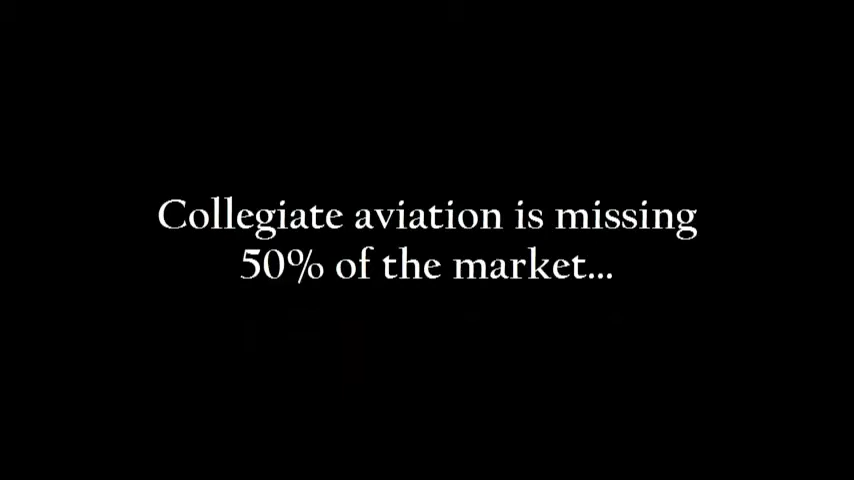 Collegiate aviation is missing
50% of the market...